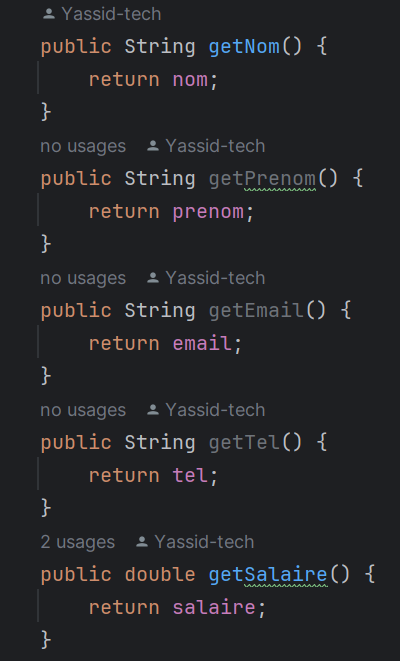 Yassid-tech
public String getNom() {
    return nom;
}
no usages   Yassid-tech
public String getPrenom() {
    return prenom;
}
no usages   Yassid-tech
public String getEmail() {
    return email;
}
no usages   Yassid-tech
public String getTel() {
    return tel;
}
2 usages   Yassid-tech
public double getSalaire() {
    return salaire;
}